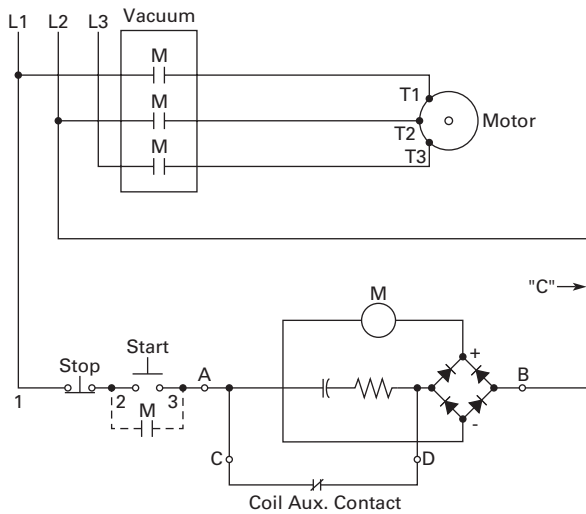 L1 L2 L3 Vacuum
M
T1
M
T2 Motor
M
T3
"C"
M
Stop Start
+
A B
1 2 3
M
-
C D
Coil Aux. Contact